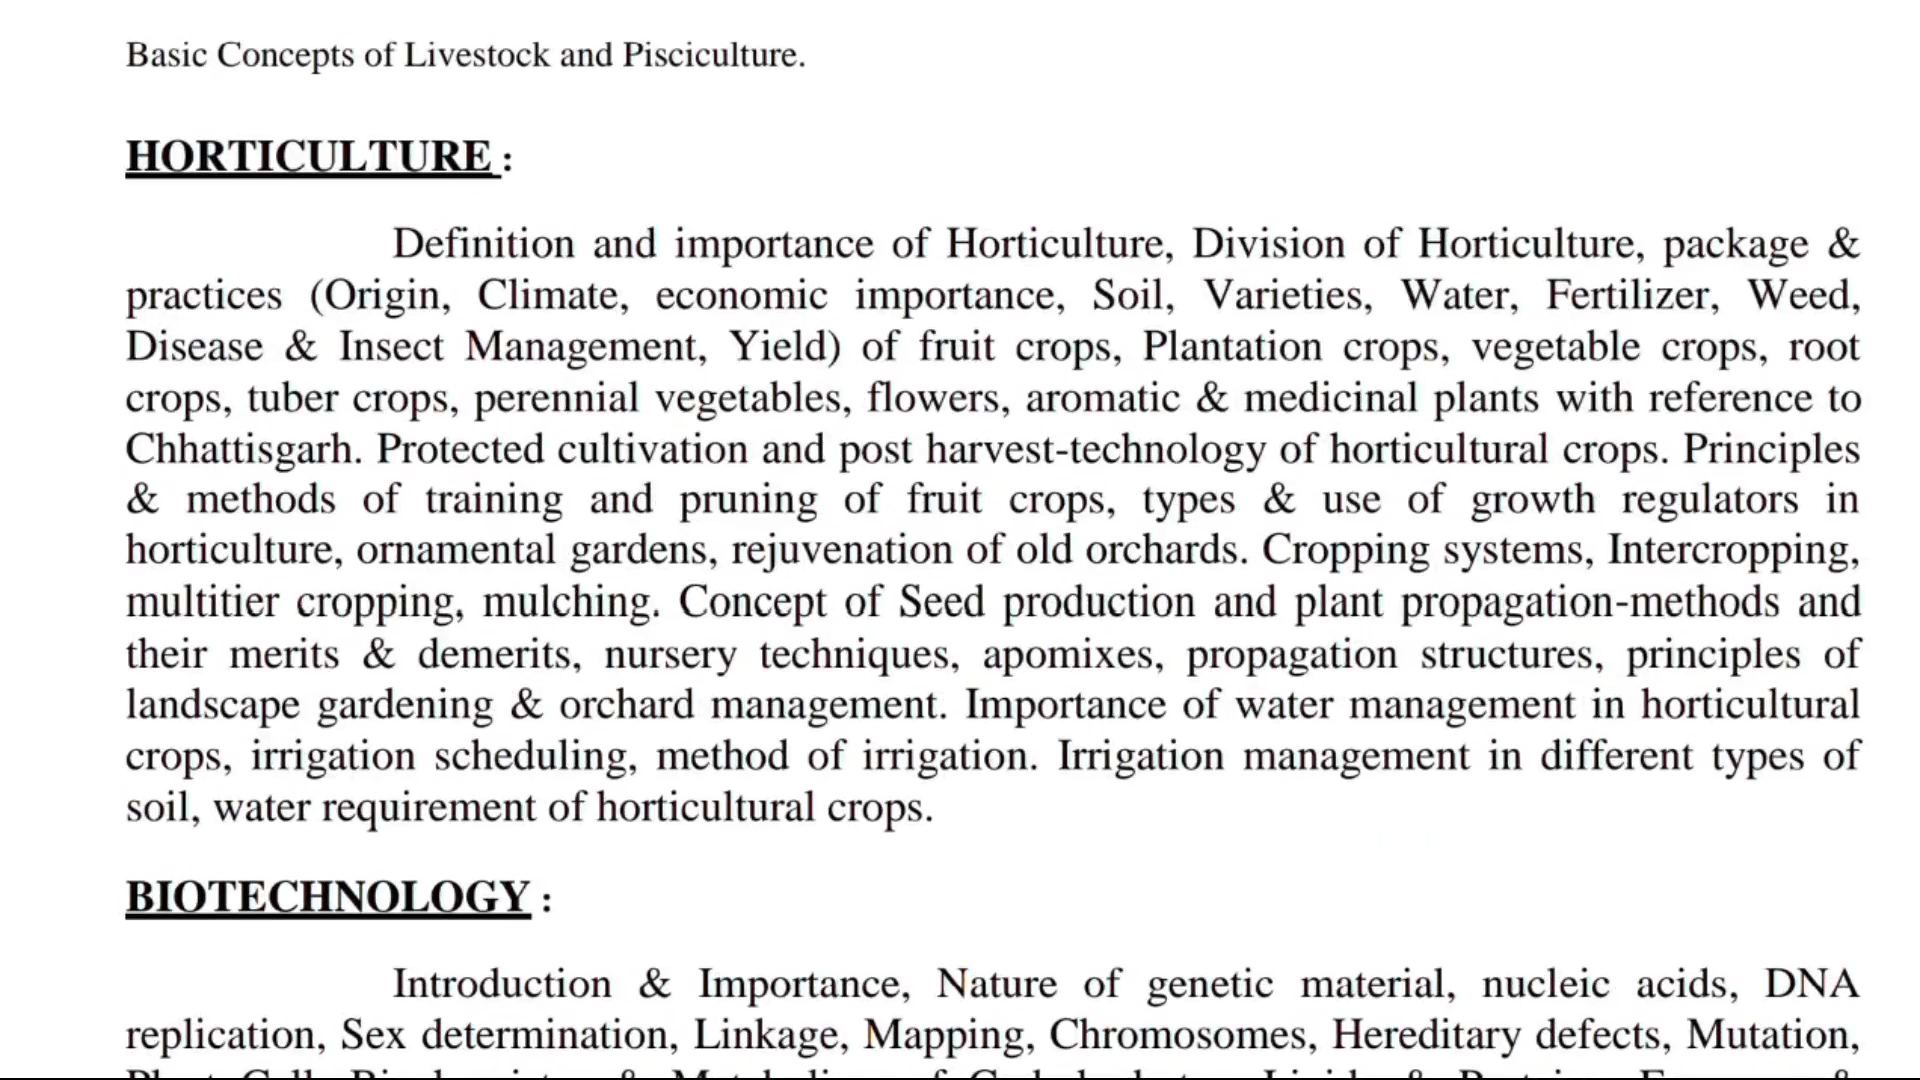 Basic Concepts of Livestock and Pisciculture.
HORTICULTURE :
Definition and importance of Horticulture, Division of Horticulture, package &
practices (Origin, Climate, economic importance, Soil, Varieties, Water, Fertilizer, Weed,
Disease & Insect Management, Yield) of fruit crops, Plantation crops, vegetable crops, root
crops, tuber crops, perennial vegetables, flowers, aromatic & medicinal plants with reference to
Chhattisgarh. Protected cultivation and post harvest-technology of horticultural crops. Principles
& methods of training and pruning of fruit crops, types & use of growth regulators in
horticulture, ornamental gardens, rejuvenation of old orchards. Cropping systems, Intercropping,
multitier cropping, mulching. Concept of Seed production and plant propagation-methods and
their merits & demerits, nursery techniques, apomixes, propagation structures, principles of
landscape gardening & orchard management. Importance of water management in horticultural
crops, irrigation scheduling, method of irrigation. Irrigation management in different types of
soil, water requirement of horticultural crops.
BIOTECHNOLOGY :
Introduction & Importance, Nature of genetic material, nucleic acids, DNA
replication, Sex determination, Linkage, Mapping, Chromosomes, Hereditary defects, Mutation,